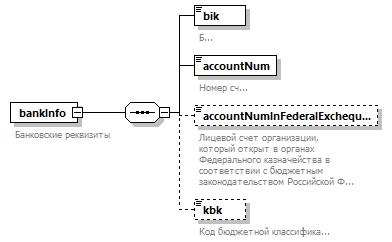 bik
Б...
accountNum
Номер сч...
bankInfo
Банковские реквизиты
accountNumInFederalExchequ...
Лицевой счет организации,
который открыт в органах
Федерального казначейства в
соответствии с бюджетным
законодательством Российской Ф...
kbk
Код бюджетной классифика...